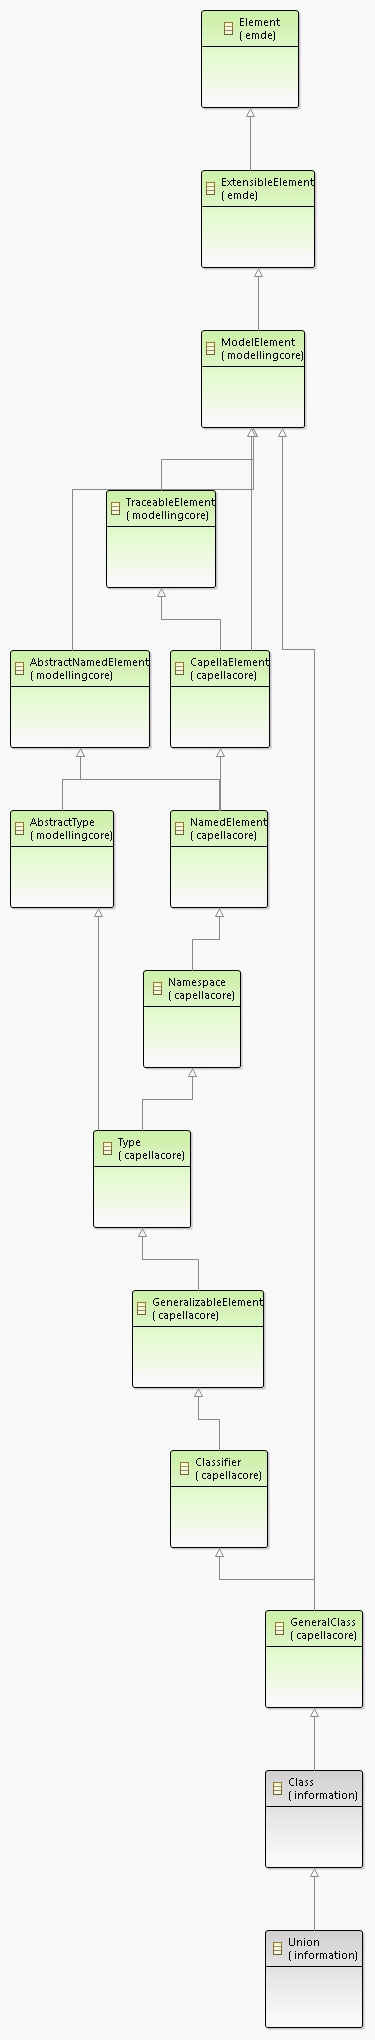 Element
( emde)
ExtensibleElement
( emde)
ModelElement
( modellingcore)
TraceableElement
( modellingcore)
AbstractNamedElement
( modellingcore)
CapellaElement
( capellacore)
AbstractType
( modellingcore)
NamedElement
( capellacore)
Namespace
( capellacore)
Type
( capellacore)
GeneralizableElement
( capellacore)
Classifier
( capellacore)
GeneralClass
( capellacore)
Class
( information)
Union
( information)